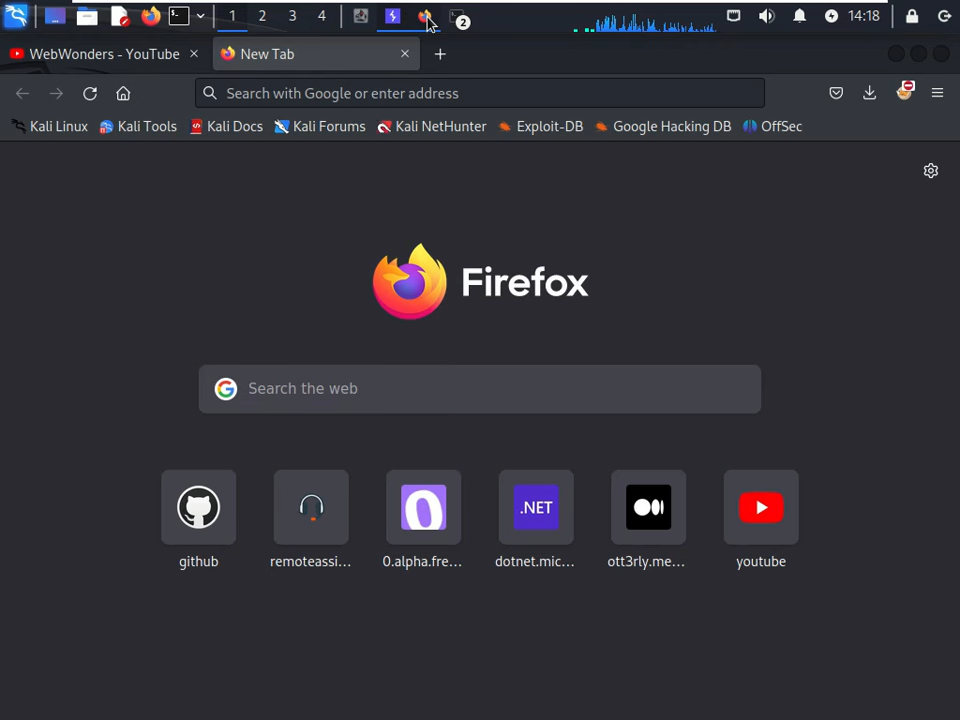 1 2 3 4 2 14:18
WebWonders - YouTube New Tab
Search with Google or enter address
Kali Linux Kali Tools Kali Docs Kali Forums Kali NetHunter Exploit-DB Google Hacking DB OffSec
Firefox
Search the web
.NET
github remoteassi... 0.alpha.fre... dotnet.mic... ott3rly.me... youtube